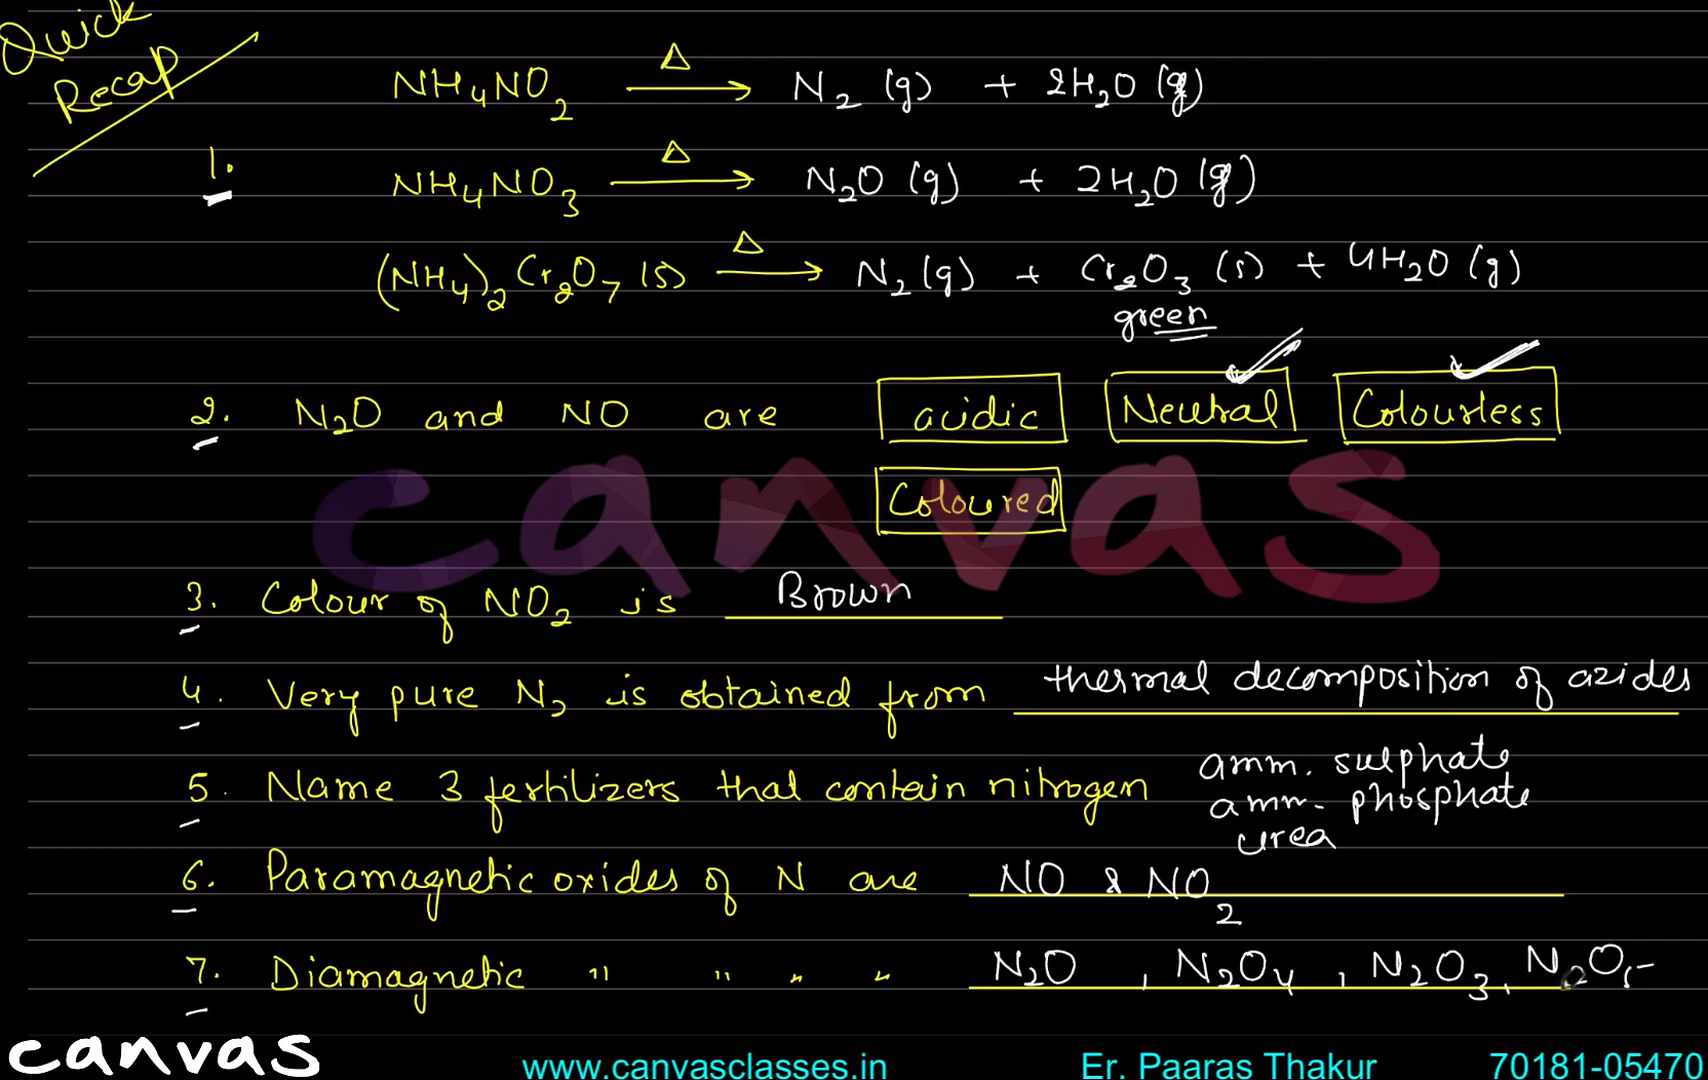 Quick
Recap
NH₄NO₂ —Δ→ N₂ (g) + 2H₂O (g)
1.
NH₄NO₃ —Δ→ N₂O (g) + 2H₂O (g)
(NH₄)₂ Cr₂O₇ (s) —Δ→ N₂ (g) + Cr₂O₃ (s) + 4H₂O (g)
green
2. N₂O and NO are acidic Neutral Colourless
Coloured
canvas
3. Colour of NO₂ is Brown
4. Very pure N₂ is obtained from thermal decomposition of azides
5. Name 3 fertilizers that contain nitrogen amm. sulphate
amm. phosphate
urea
6. Paramagnetic oxides of N are NO & NO₂
7. Diamagnetic " " " " N₂O , N₂O₄ , N₂O₃, N₂O₅
canvas www.canvasclasses.in Er. Paaras Thakur 70181-05470